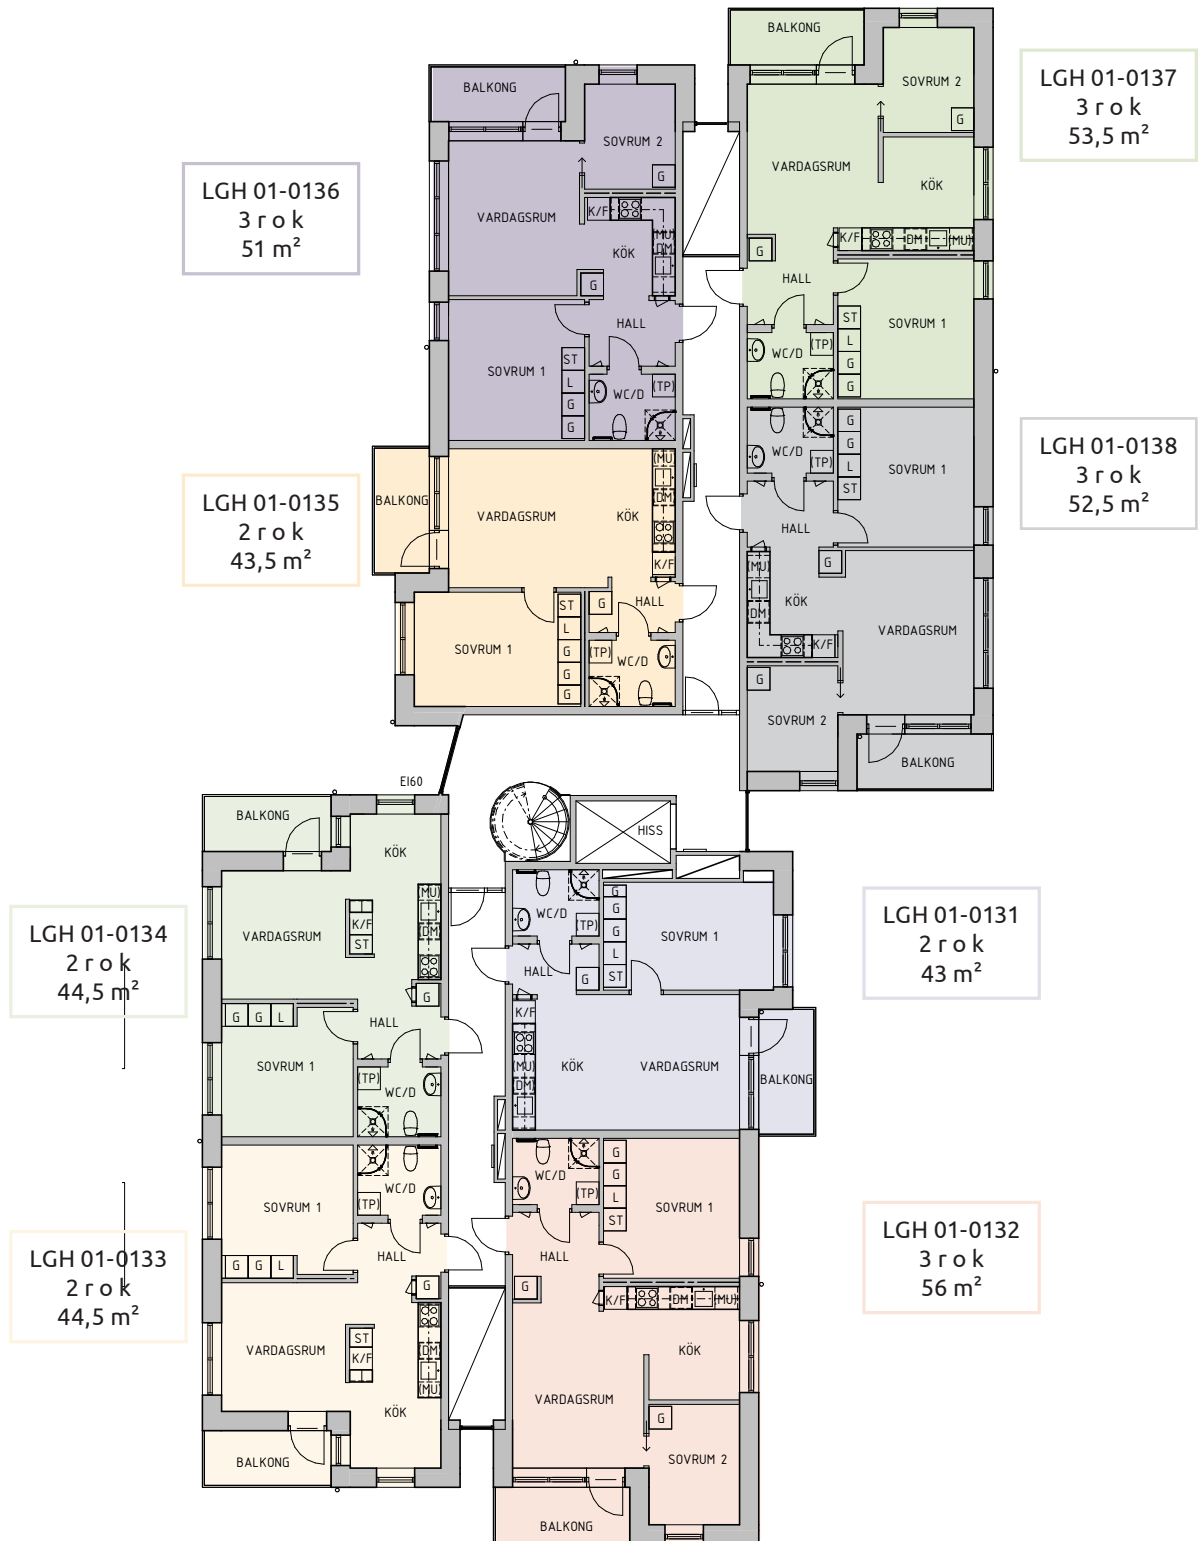 BALKONG
SOVRUM 2
G
VARDAGSRUM
KÖK
K/F
DM
(MU)
G
HALL
ST
L
G
G
SOVRUM 1
WC/D
(TP)
LGH 01-0137
3 r o k
53,5 m²
BALKONG
SOVRUM 2
G
VARDAGSRUM
K/F
(MU)
DM
KÖK
G
HALL
SOVRUM 1
ST
L
G
G
WC/D
(TP)
LGH 01-0136
3 r o k
51 m²
G
G
L
ST
SOVRUM 1
WC/D
(TP)
HALL
G
(MU)
(DM)
KÖK
K/F
VARDAGSRUM
G
SOVRUM 2
BALKONG
LGH 01-0138
3 r o k
52,5 m²
BALKONG
VARDAGSRUM
KÖK
(MU)
(DM)
K/F
HALL
G
ST
L
G
G
G
SOVRUM 1
(TP)
WC/D
LGH 01-0135
2 r o k
43,5 m²
EI60
HISS
BALKONG
KÖK
VARDAGSRUM
K/F
ST
(MU)
(DM)
G
HALL
G G L
SOVRUM 1
(TP)
WC/D
LGH 01-0134
2 r o k
44,5 m²
WC/D
(TP)
G
G
G
L
ST
SOVRUM 1
HALL
G
K/F
(MU)
(DM)
KÖK
VARDAGSRUM
BALKONG
LGH 01-0131
2 r o k
43 m²
SOVRUM 1
WC/D
(TP)
HALL
G G L
G
VARDAGSRUM
ST
K/F
(DM)
(MU)
KÖK
BALKONG
LGH 01-0133
2 r o k
44,5 m²
WC/D
(TP)
G
G
L
ST
SOVRUM 1
HALL
G
K/F
DM
(MU)
KÖK
VARDAGSRUM
G
SOVRUM 2
BALKONG
LGH 01-0132
3 r o k
56 m²